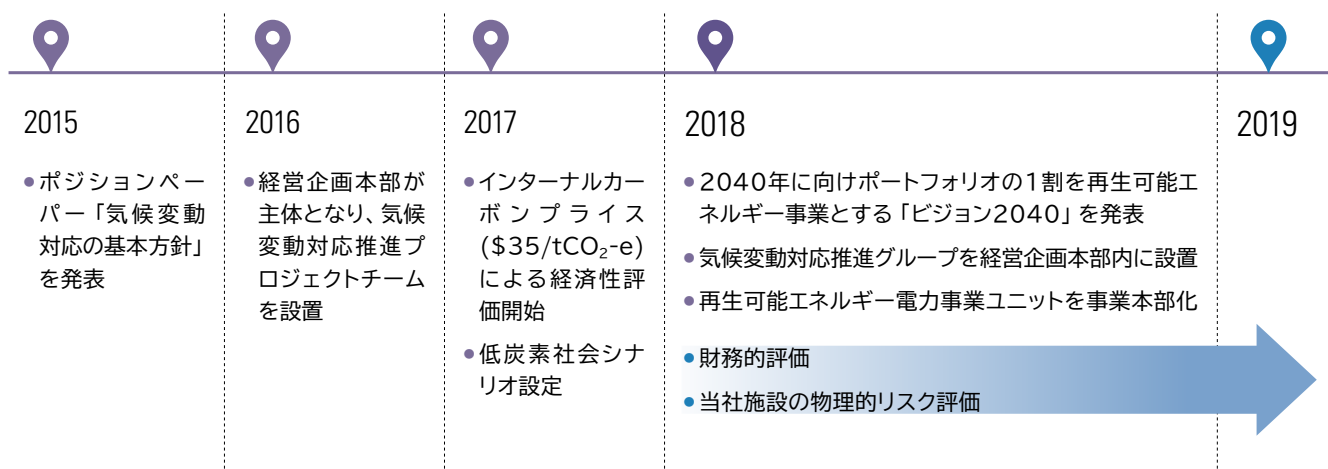 2015
●ポジションペー
パー「気候変動
対応の基本方針」
を発表
2016
●経営企画本部が
主体となり、気候
変動対応推進プ
ロジェクトチーム
を設置
2017
●インターナルカー
ボンプライス
($35/tCO₂-e)
による経済性評
価開始
●低炭素社会シナ
リオ設定
2018
●2040年に向けポートフォリオの1割を再生可能エ
ネルギー事業とする「ビジョン2040」を発表
●気候変動対応推進グループを経営企画本部内に設置
●再生可能エネルギー電力事業ユニットを事業本部化
●財務的評価
●当社施設の物理的リスク評価
2019